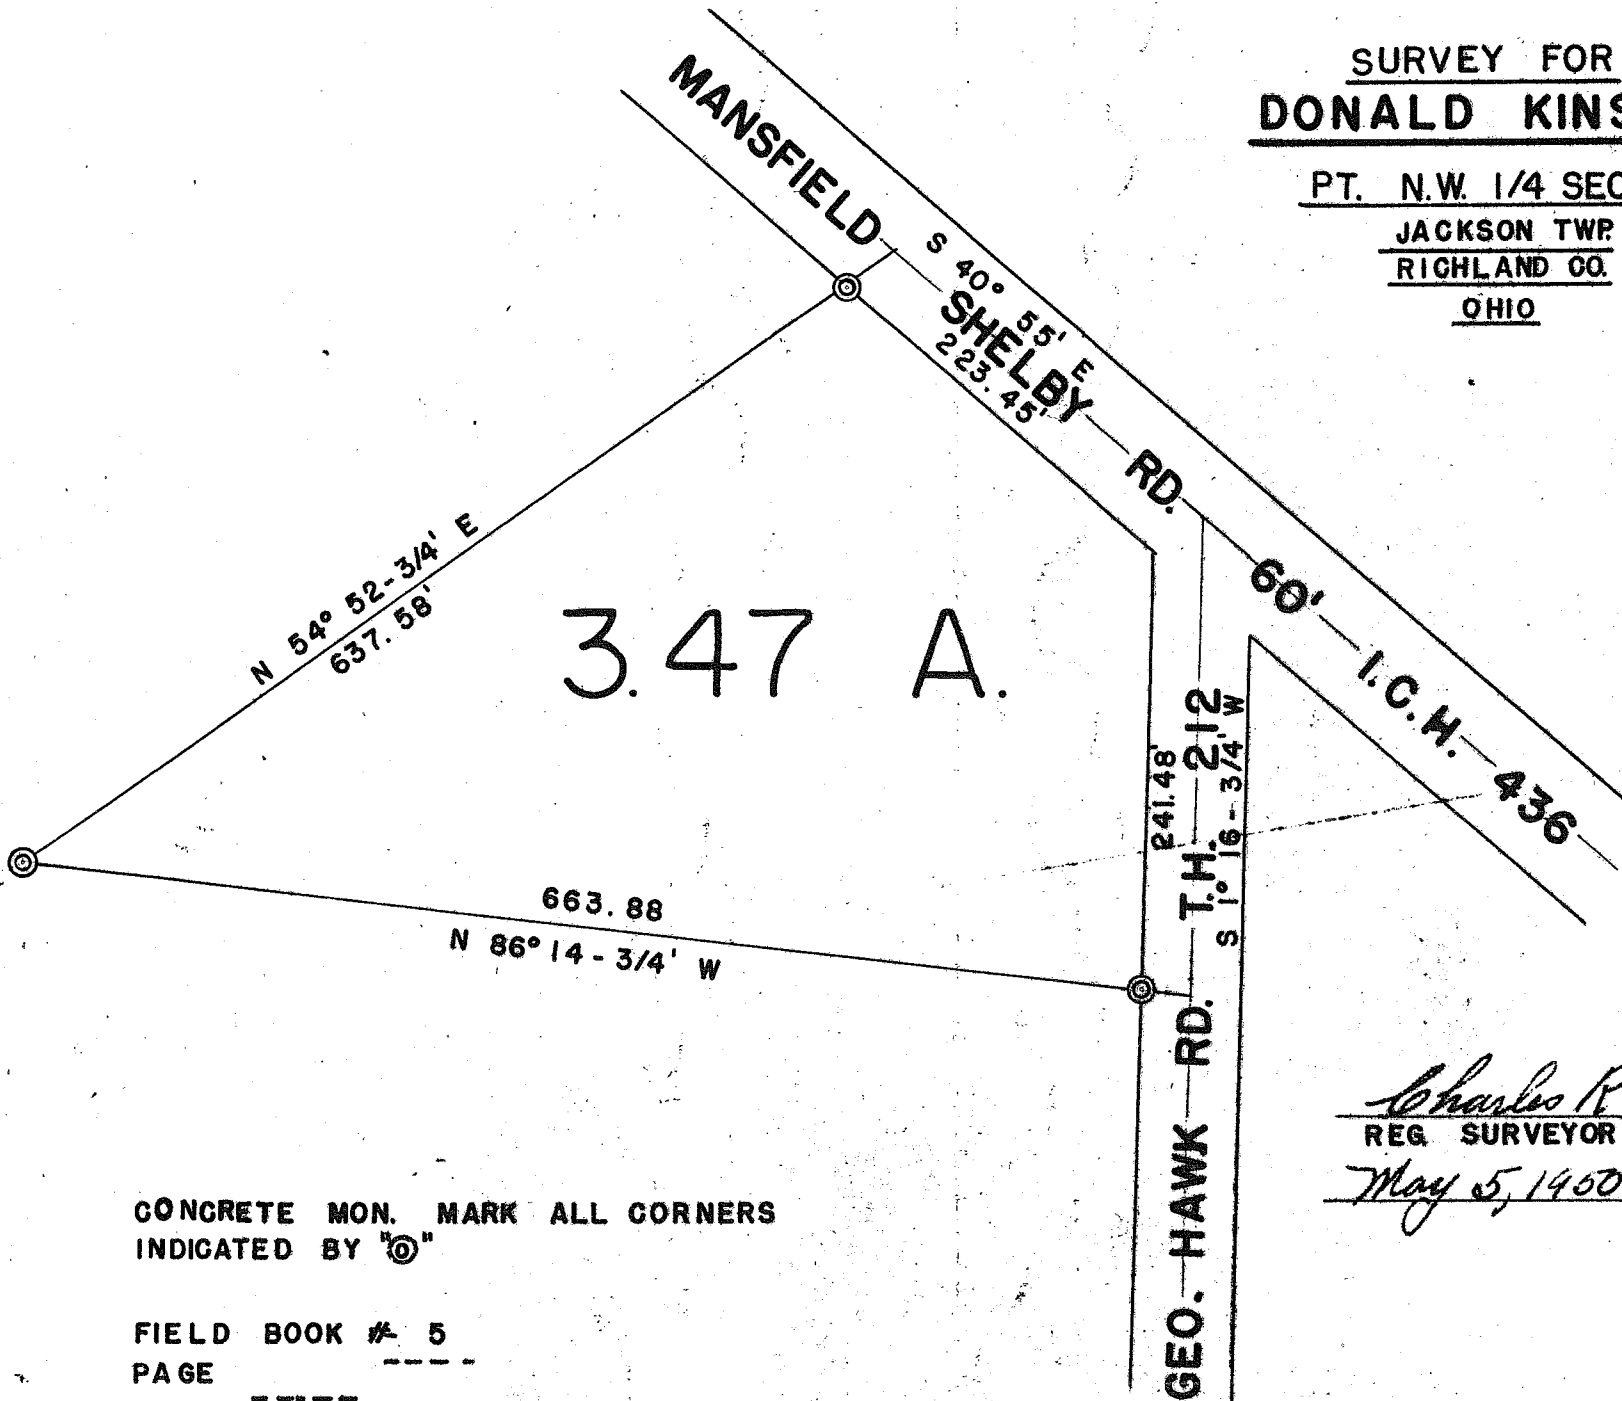 SURVEY FOR
DONALD
PT. N.W. 1/4
JACKSON TWP.
RICHLAND CO.
OHIO
MANSFIELD SHELBY RD. 60' I.C.H. 436
S 40° 55' E
223.45'
N 54° 52-3/4' E
637.58'
3.47 A.
241.48'
S 1° 16-3/4' W
GEO. HAWK RD. T.H. 212
663.88
N 86° 14-3/4' W
Charles
REG. SURVEYOR
May 5, 1950
CONCRETE MON. MARK ALL CORNERS
INDICATED BY "◎"
FIELD BOOK # 5
PAGE